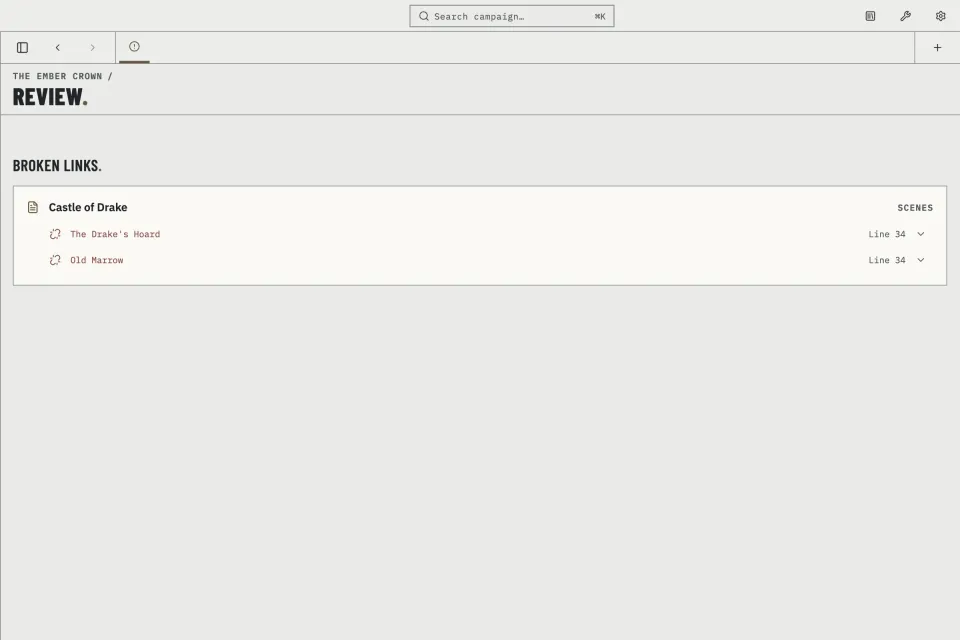 Search campaign…
⌘K
THE EMBER CROWN /
REVIEW.
BROKEN LINKS.
Castle of Drake
SCENES
The Drake's Hoard
Line 34
Old Marrow
Line 34